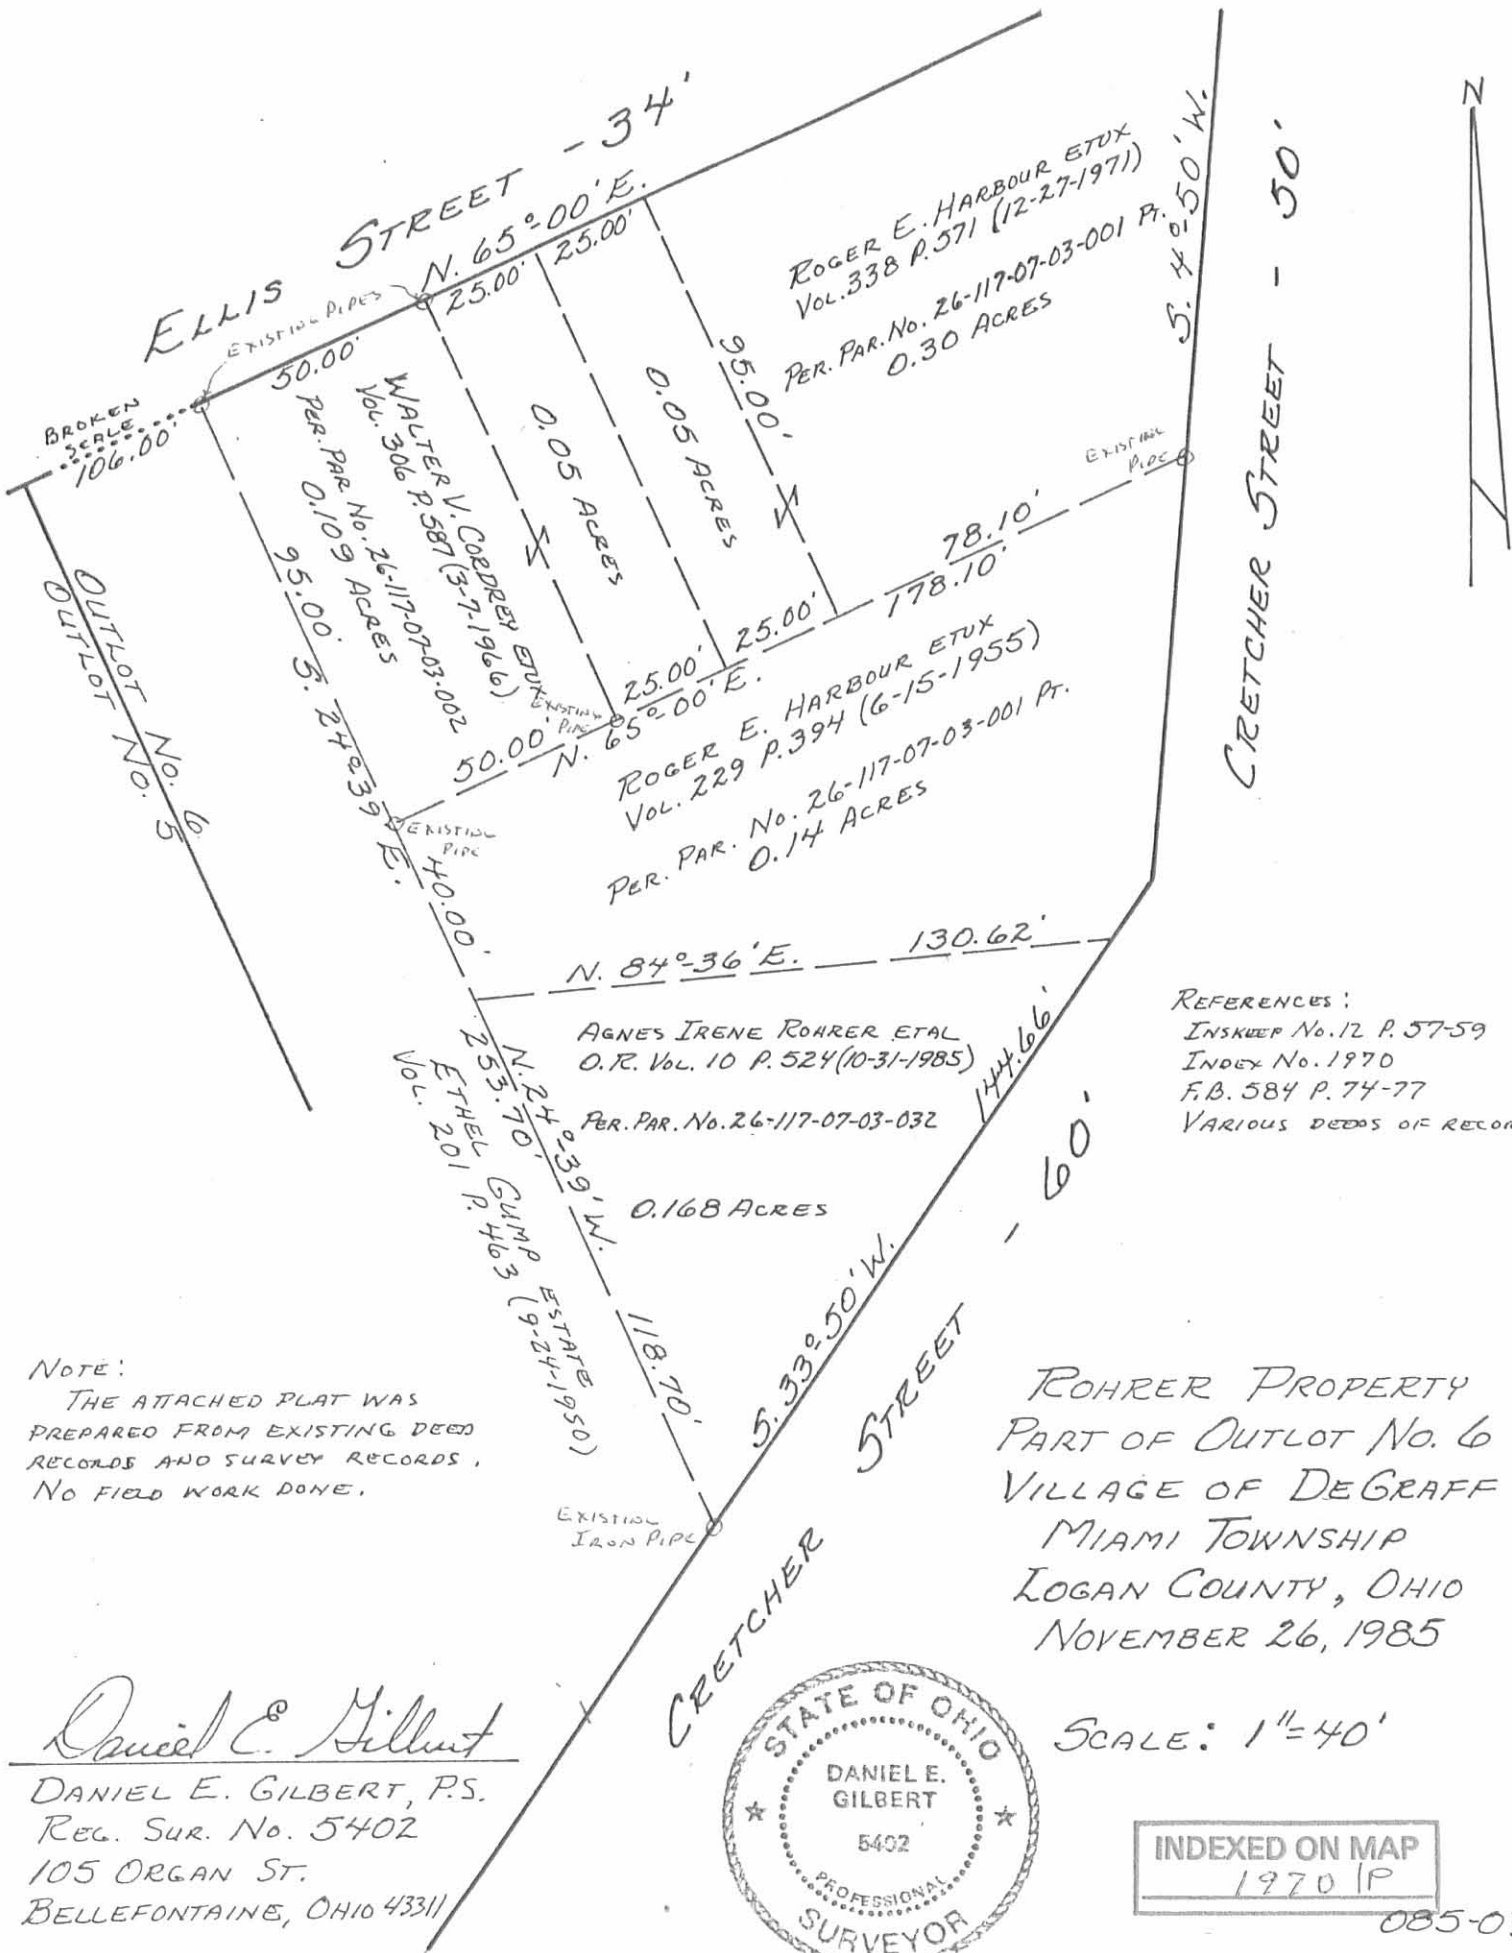 ELLIS STREET - 34'
N. 65°-00' E.
EXISTING PIPES
50.00'
25.00'
25.00'
BROKEN
SCALE
106.00'
ROGER E. HARBOUR ETUX
VOL. 338 P. 571 (12-27-1971)
PER. PAR. NO. 26-117-07-03-001 PT.
0.30 ACRES
S. 4°-50' W.
CRETCHER STREET - 50'
N
WALTER V. CORDREY ETUX
VOL. 306 P. 587 (3-7-1966)
PER. PAR NO. 26-117-07-03-002
0.109 ACRES
0.05 ACRES
0.05 ACRES
95.00'
EXISTING
PIPE
OUTLOT NO. 6
OUTLOT NO. 5
95.00'
S. 24°-39' E.
50.00'
EXISTING
PIPE
25.00'
25.00'
N. 65°-00' E.
78.10'
178.10'
ROGER E. HARBOUR ETUX
VOL. 229 P. 394 (6-15-1955)
PER. PAR. NO. 26-117-07-03-001 PT.
0.14 ACRES
EXISTING
PIPE
40.00'
N. 84°-36' E. 130.62'
AGNES IRENE ROHRER ETAL
O.R. VOL. 10 P. 524 (10-31-1985)
PER. PAR. NO. 26-117-07-03-032
0.168 ACRES
144.66'
REFERENCES:
INSKEEP NO. 12 P. 57-59
INDEX NO. 1970
F.B. 584 P. 74-77
VARIOUS DEEDS OF RECOR
N. 24°-39' W.
253.70'
ETHEL GUMP ESTATE
VOL. 201 P. 463 (9-24-1950)
118.70'
S. 33°-50' W.
CRETCHER STREET - 60'
EXISTING
IRON PIPE
NOTE:
THE ATTACHED PLAT WAS
PREPARED FROM EXISTING DEED
RECORDS AND SURVEY RECORDS,
NO FIELD WORK DONE.
ROHRER PROPERTY
PART OF OUTLOT NO. 6
VILLAGE OF DEGRAFF
MIAMI TOWNSHIP
LOGAN COUNTY, OHIO
NOVEMBER 26, 1985
SCALE: 1"=40'
Daniel E. Gilbert
DANIEL E. GILBERT, P.S.
REG. SUR. NO. 5402
105 ORGAN ST.
BELLEFONTAINE, OHIO 43311
STATE OF OHIO
DANIEL E.
GILBERT
5402
PROFESSIONAL
SURVEYOR
INDEXED ON MAP
1970 IP